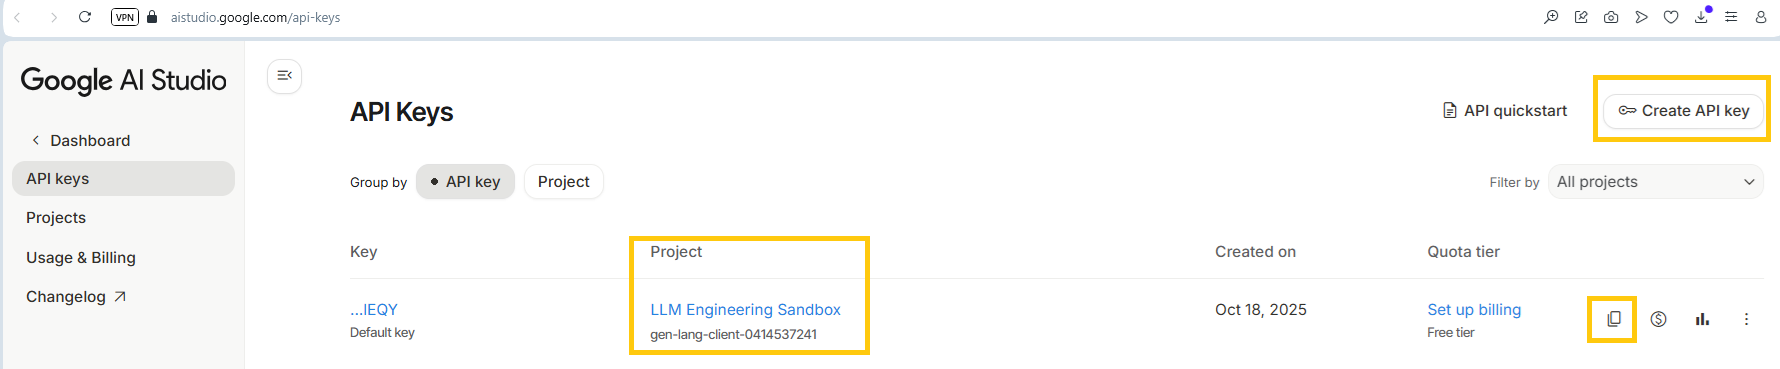 VPN aistudio.google.com/api-keys
Google AI Studio
Dashboard
API keys
Projects
Usage & Billing
Changelog
API Keys
API quickstart
Create API key
Group by API key Project
Filter by All projects
Key Project Created on Quota tier
...IEQY LLM Engineering Sandbox Oct 18, 2025 Set up billing
Default key gen-lang-client-0414537241 Free tier